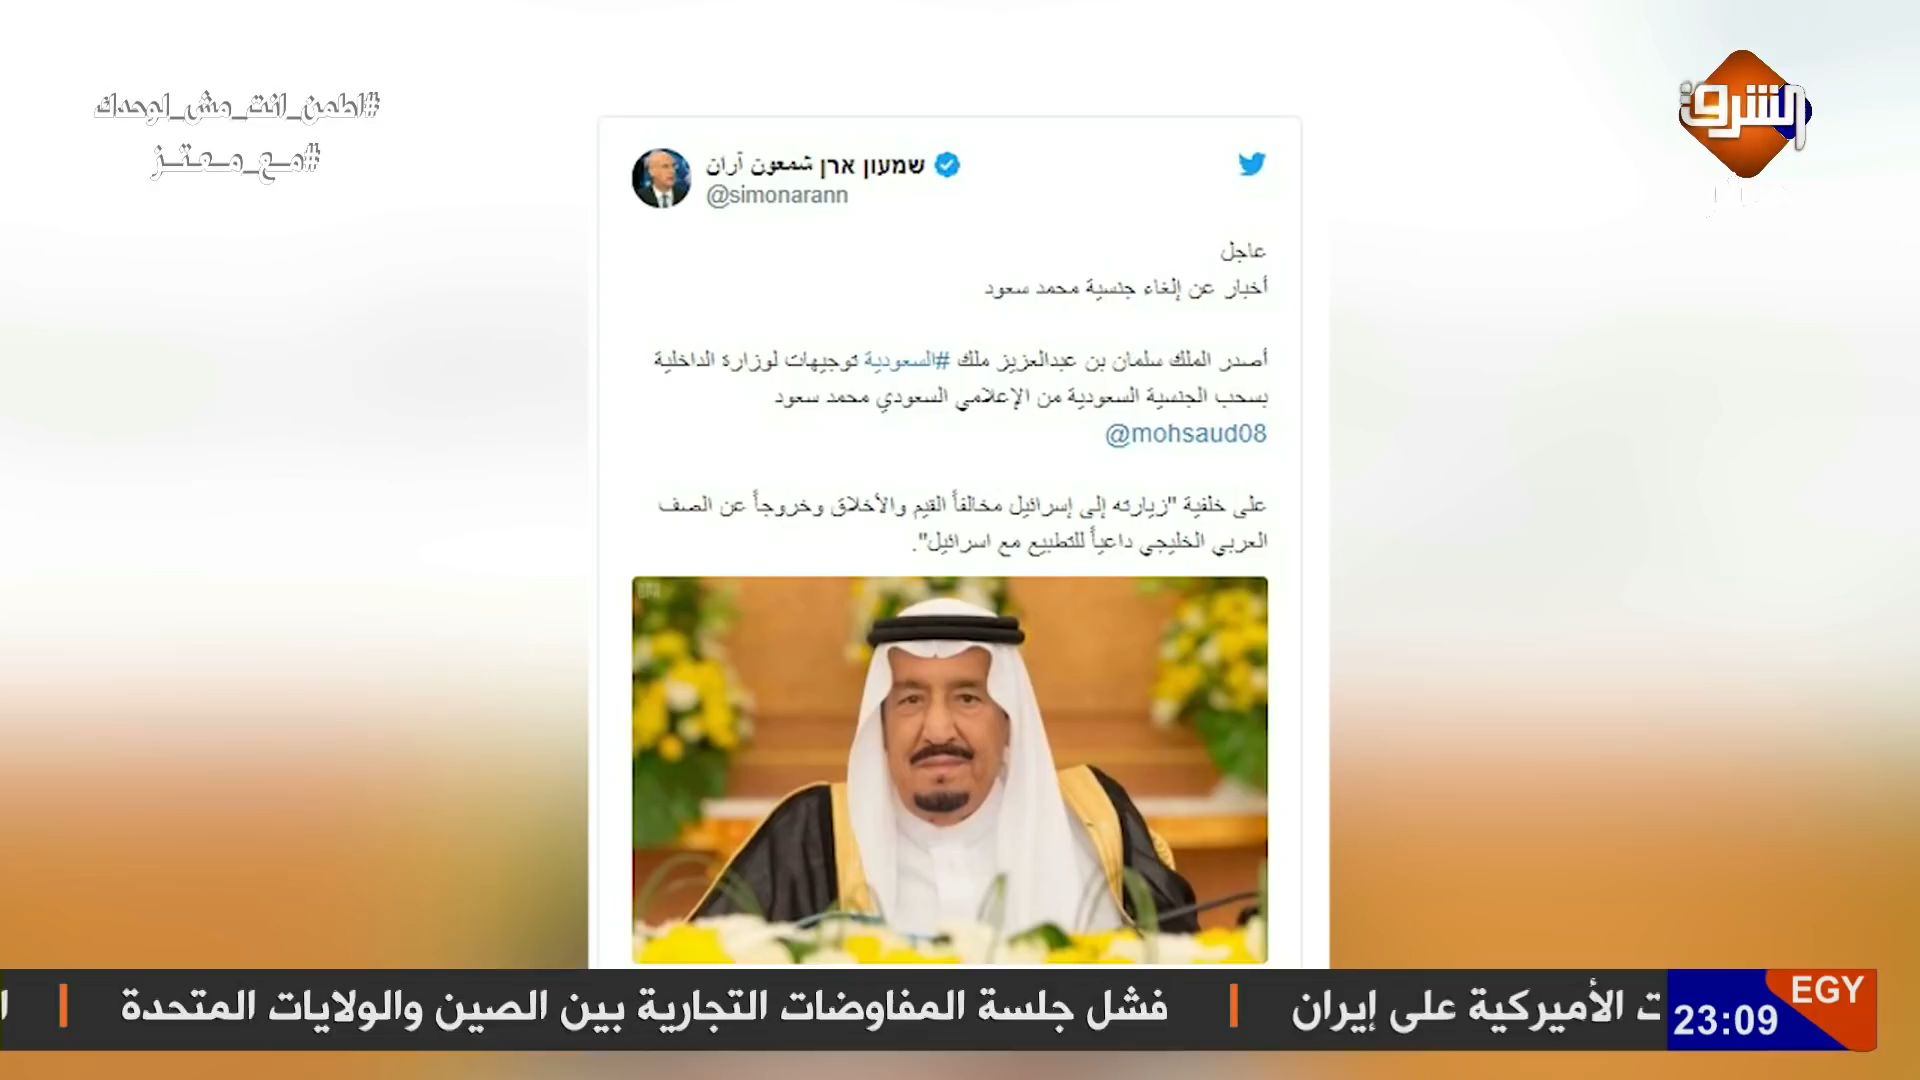 #اطمن_انت_مش_لوحدك
#مـع_مـعـتـز
الشرق
שמעון ארן شمعون آران
@simonarann
عاجل
أخبار عن إلغاء جنسية محمد سعود
أصدر الملك سلمان بن عبدالعزيز ملك #السعودية توجيهات لوزارة الداخلية
بسحب الجنسية السعودية من الإعلامي السعودي محمد سعود
@mohsaud08
على خلفية "زيارته إلى إسرائيل مخالفاً القيم والأخلاق وخروجاً عن الصف
العربي الخليجي داعياً للتطبيع مع اسرائيل".
ت الأميركية على إيران | فشل جلسة المفاوضات التجارية بين الصين والولايات المتحدة |
EGY
23:09